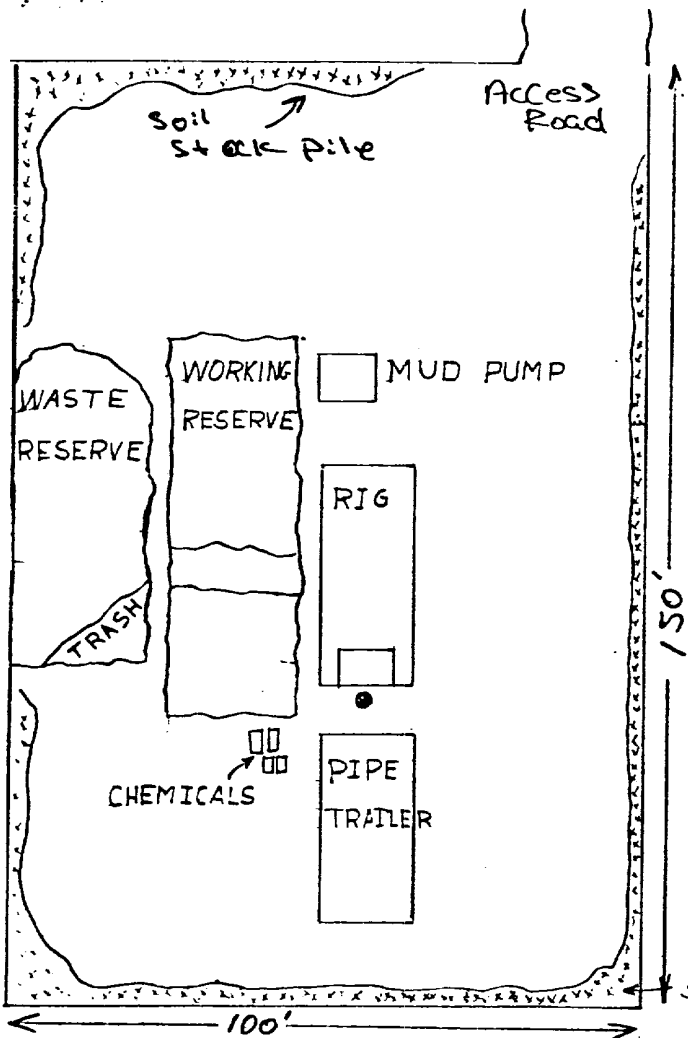 Access
Road
Soil
Stock Pile
WORKING
RESERVE
MUD PUMP
WASTE
RESERVE
RIG
TRASH
150'
CHEMICALS
PIPE
TRAILER
100'